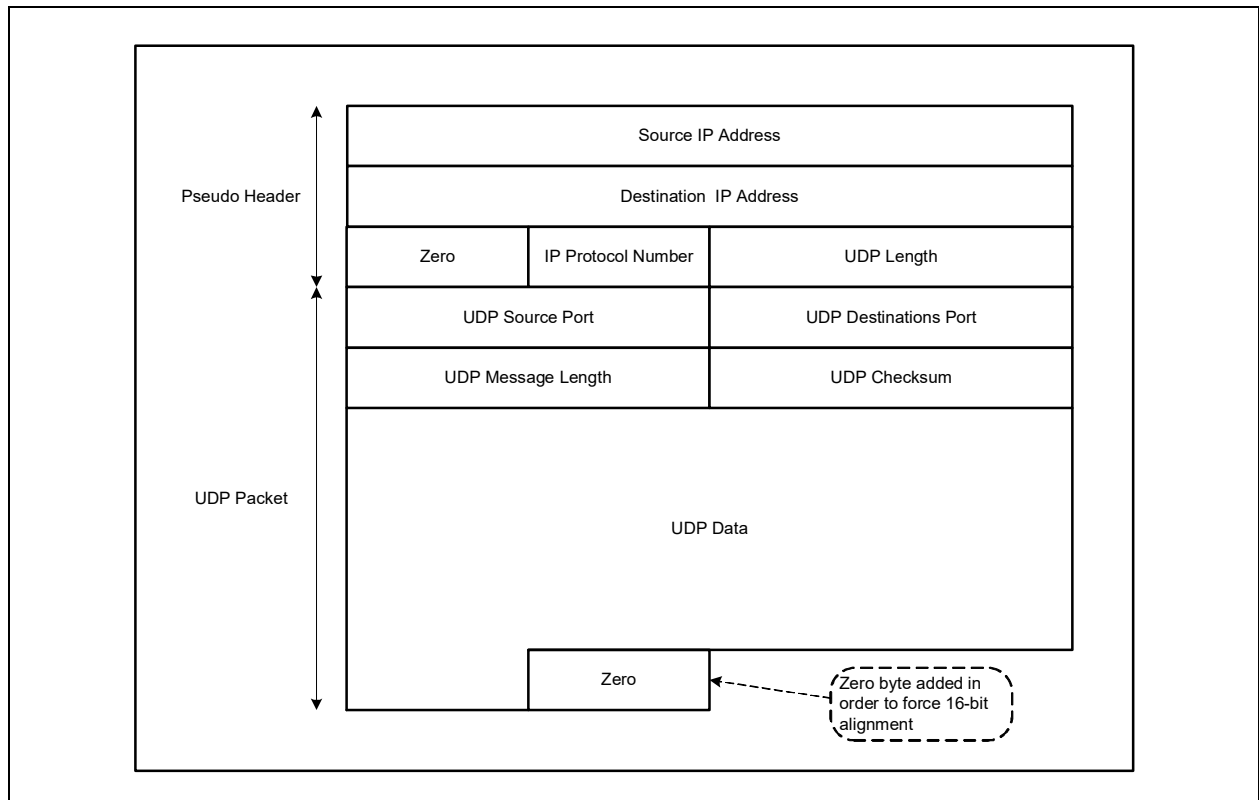 Source IP Address
Pseudo Header
Destination IP Address
Zero
IP Protocol Number
UDP Length
UDP Source Port
UDP Destinations Port
UDP Message Length
UDP Checksum
UDP Packet
UDP Data
Zero
Zero byte added in
order to force 16-bit
alignment